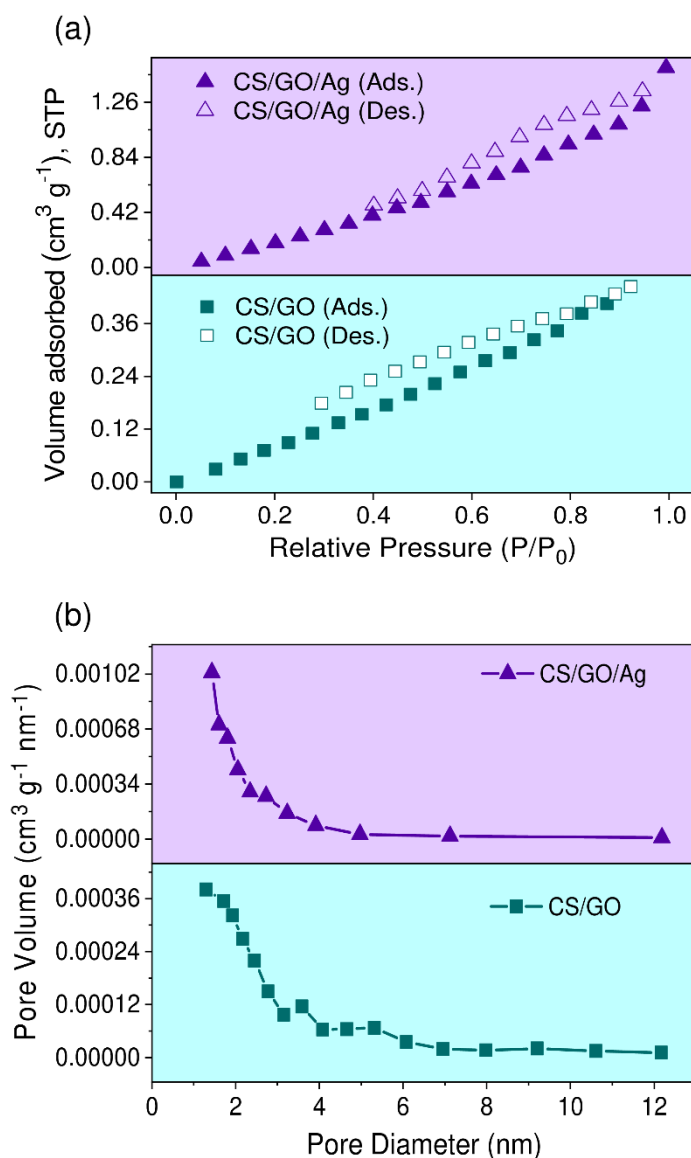 (a)
Volume adsorbed (cm³ g⁻¹), STP
CS/GO/Ag (Ads.)
CS/GO/Ag (Des.)
1.26
0.84
0.42
0.00
CS/GO (Ads.)
CS/GO (Des.)
0.36
0.24
0.12
0.00
0.0 0.2 0.4 0.6 0.8 1.0
Relative Pressure (P/P₀)
(b)
Pore Volume (cm³ g⁻¹ nm⁻¹)
CS/GO/Ag
0.00102
0.00068
0.00034
0.00000
CS/GO
0.00036
0.00024
0.00012
0.00000
0 2 4 6 8 10 12
Pore Diameter (nm)